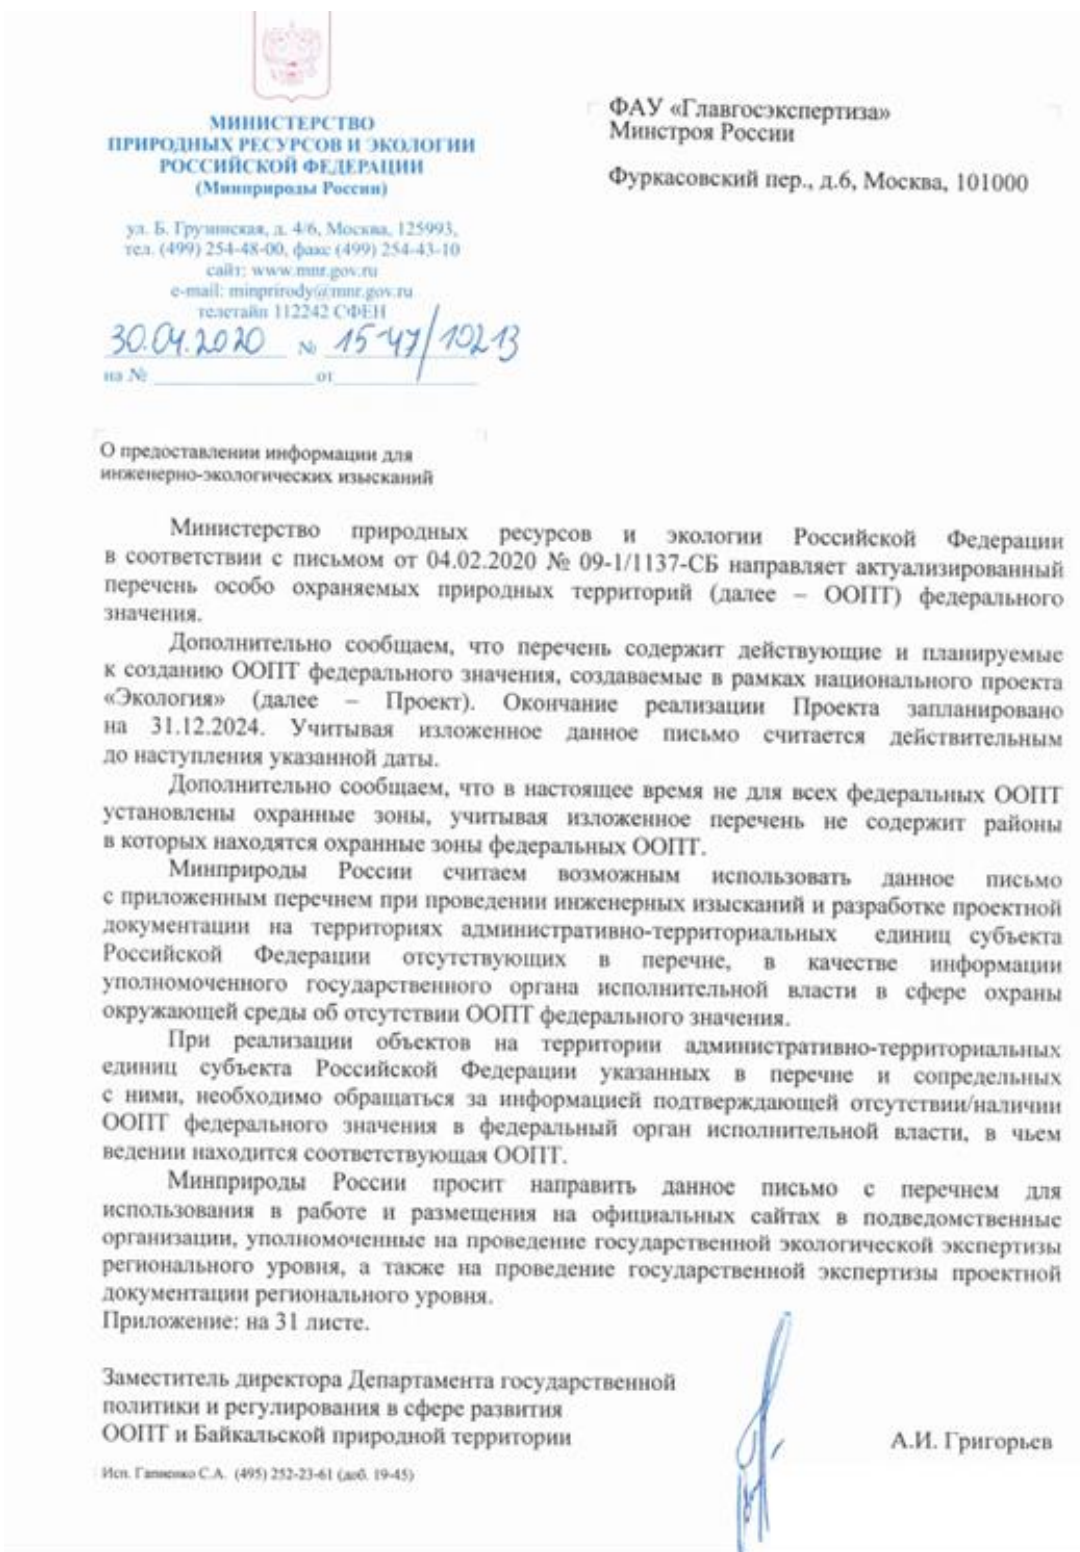 МИНИСТЕРСТВО
ПРИРОДНЫХ РЕСУРСОВ И ЭКОЛОГИИ
РОССИЙСКОЙ ФЕДЕРАЦИИ
(Минприроды России)
ул. Б. Грузинская, д. 4/6, Москва, 125993,
тел. (499) 254-48-00, факс (499) 254-43-10
сайт: www.mnr.gov.ru
e-mail: minprirody@mnr.gov.ru
телетайп 112242 СФЕН
30.04.2020 № 15-47/10213
на № от
ФАУ «Главгосэкспертиза»
Минстроя России
Фуркасовский пер., д.6, Москва, 101000
О предоставлении информации для
инженерно-экологических изысканий
Министерство природных ресурсов и экологии Российской Федерации
в соответствии с письмом от 04.02.2020 № 09-1/1137-СБ направляет актуализированный
перечень особо охраняемых природных территорий (далее – ООПТ) федерального
значения.
Дополнительно сообщаем, что перечень содержит действующие и планируемые
к созданию ООПТ федерального значения, создаваемые в рамках национального проекта
«Экология» (далее – Проект). Окончание реализации Проекта запланировано
на 31.12.2024. Учитывая изложенное данное письмо считается действительным
до наступления указанной даты.
Дополнительно сообщаем, что в настоящее время не для всех федеральных ООПТ
установлены охранные зоны, учитывая изложенное перечень не содержит районы
в которых находятся охранные зоны федеральных ООПТ.
Минприроды России считаем возможным использовать данное письмо
с приложенным перечнем при проведении инженерных изысканий и разработке проектной
документации на территориях административно-территориальных единиц субъекта
Российской Федерации отсутствующих в перечне, в качестве информации
уполномоченного государственного органа исполнительной власти в сфере охраны
окружающей среды об отсутствии ООПТ федерального значения.
При реализации объектов на территории административно-территориальных
единиц субъекта Российской Федерации указанных в перечне и сопредельных
с ними, необходимо обращаться за информацией подтверждающей отсутствии/наличии
ООПТ федерального значения в федеральный орган исполнительной власти, в чьем
ведении находится соответствующая ООПТ.
Минприроды России просит направить данное письмо с перечнем для
использования в работе и размещения на официальных сайтах в подведомственные
организации, уполномоченные на проведение государственной экологической экспертизы
регионального уровня, а также на проведение государственной экспертизы проектной
документации регионального уровня.
Приложение: на 31 листе.
Заместитель директора Департамента государственной
политики и регулирования в сфере развития
ООПТ и Байкальской природной территории
А.И. Григорьев
Исп. Гапиенко С.А. (495) 252-23-61 (доб. 19-45)